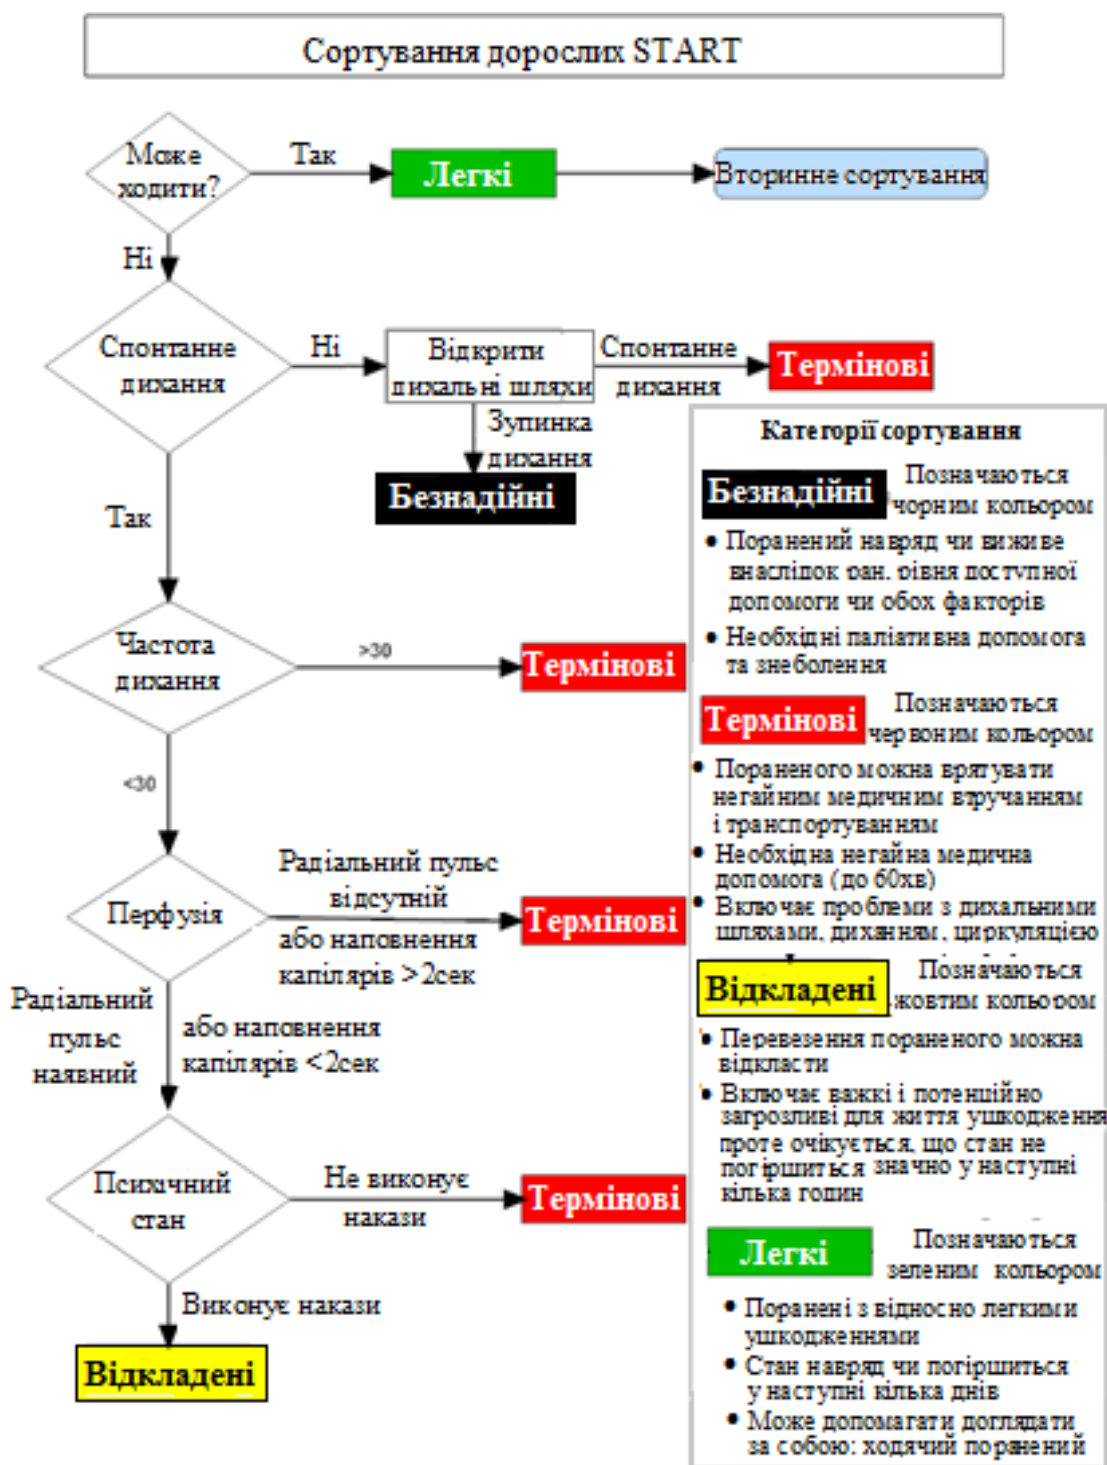 Сортування дорослих START
Може
ходити?
Так
Легкі
Вторинне сортування
Ні
Спонтанне
дихання
Ні
Відкрити
дихальні шляхи
Спонтанне
дихання
Термінові
Зупинка
дихання
Безнадійні
Так
Частота
дихання
>30
Термінові
<30
Перфузія
Радіальний пульс
відсутній
або наповнення
капілярів >2сек
Термінові
Радіальний
пульс
наявний
або наповнення
капілярів <2сек
Психічний
стан
Не виконує
накази
Термінові
Виконує накази
Відкладені
Категорії сортування
Безнадійні
Позначаються
чорним кольором
• Поранений навряд чи виживе
внаслідок ран, рівня доступної
допомоги чи обох факторів
• Необхідні паліативна допомога
та знеболення
Термінові
Позначаються
червоним кольором
• Пораненого можна врятувати
негайним медичним втручанням
і транспортуванням
• Необхідна негайна медична
допомога (до 60хв)
• Включає проблеми з дихальними
шляхами, диханням, циркуляцією
Відкладені
Позначаються
жовтим кольором
• Перевезення пораненого можна
відкласти
• Включає важкі і потенційно
загрозливі для життя ушкодження
проте очікується, що стан не
погіршиться значно у наступні
кілька годин
Легкі
Позначаються
зеленим кольором
• Поранені з відносно легкими
ушкодженнями
• Стан навряд чи погіршиться
у наступні кілька днів
• Може допомагати доглядати
за собою: ходячий поранений